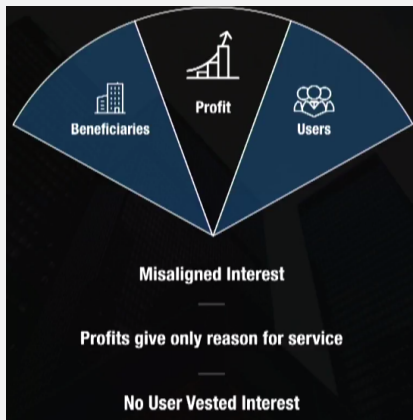 Profit
Beneficiaries
Users
Misaligned Interest
Profits give only reason for service
No User Vested Interest